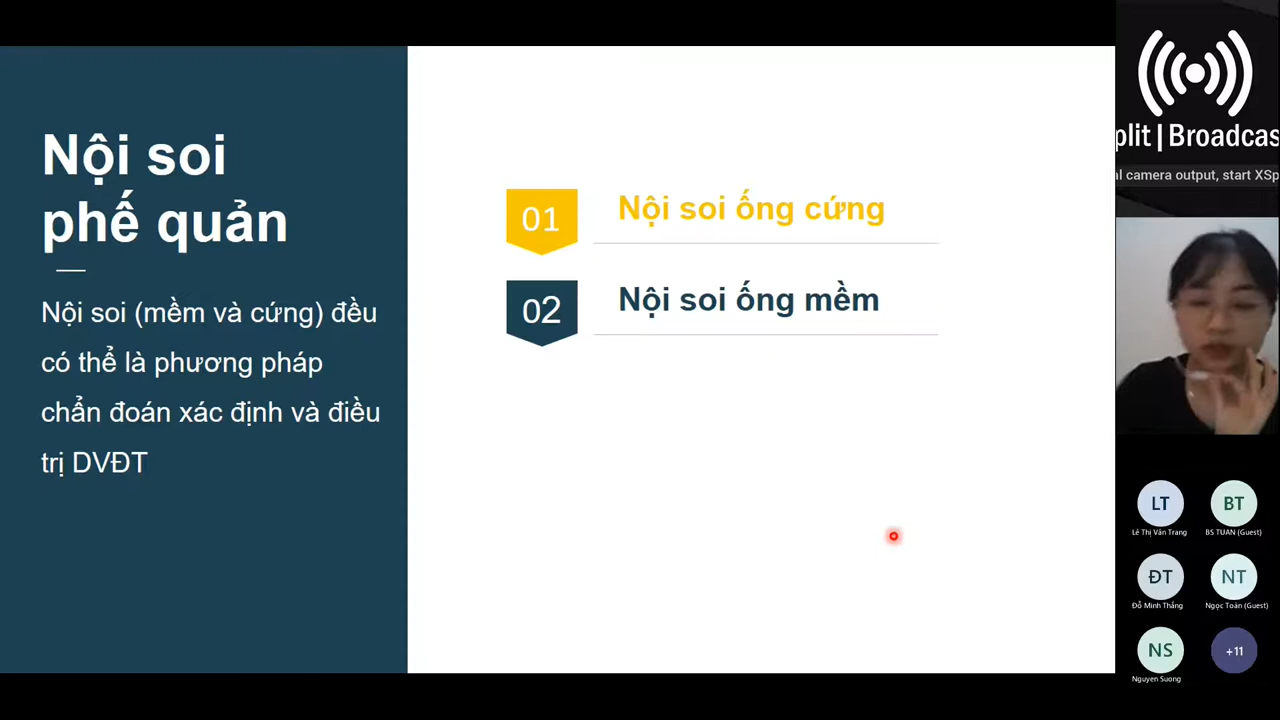 Nội soi
phế quản
Nội soi (mềm và cứng) đều
có thể là phương pháp
chẩn đoán xác định và điều
trị DVĐT
01
Nội soi ống cứng
02
Nội soi ống mềm
plit | Broadcas
l camera output, start XSp
LT
Lê Thị Vân Trang
BT
BS TUAN (Guest)
ĐT
Đỗ Minh Thắng
NT
Ngọc Toàn (Guest)
NS
Nguyen Suong
+11